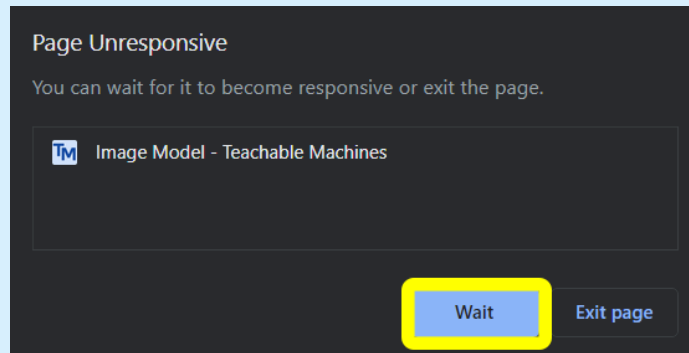 Page Unresponsive
You can wait for it to become responsive or exit the page.
TM Image Model - Teachable Machines
Wait Exit page